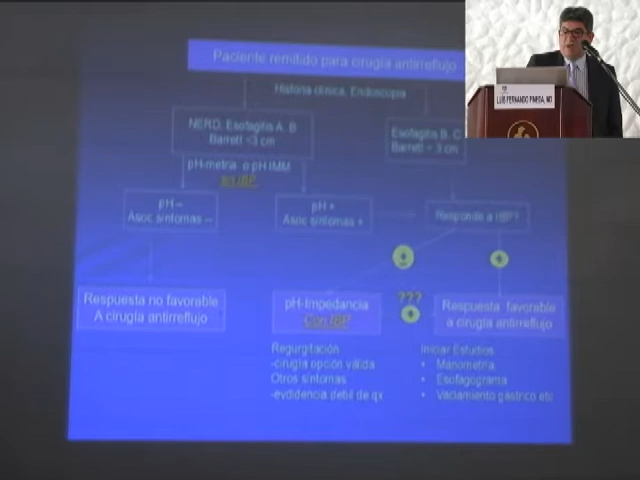 Paciente remitido para cirugía antirreflujo
Historia clínica, Endoscopia
NERD, Esofagitis A, B
Barrett <3 cm
Esofagitis B, C
Barrett > 3 cm
pH-metria o pH IMM
sin IBP
pH –
Asoc síntomas –
pH +
Asoc síntomas +
Responde a IBP?
Respuesta no favorable
A cirugía antirreflujo
pH-Impedancia
Con IBP
???
Respuesta favorable
a cirugía antirreflujo
Regurgitación
-cirugía opción válida
Otros síntomas
-evdidencia debil de qx
Iniciar Estudios
• Manometría
• Esofagograma
• Vaciamiento gástrico etc
LUIS FERNANDO PINEDA, MD